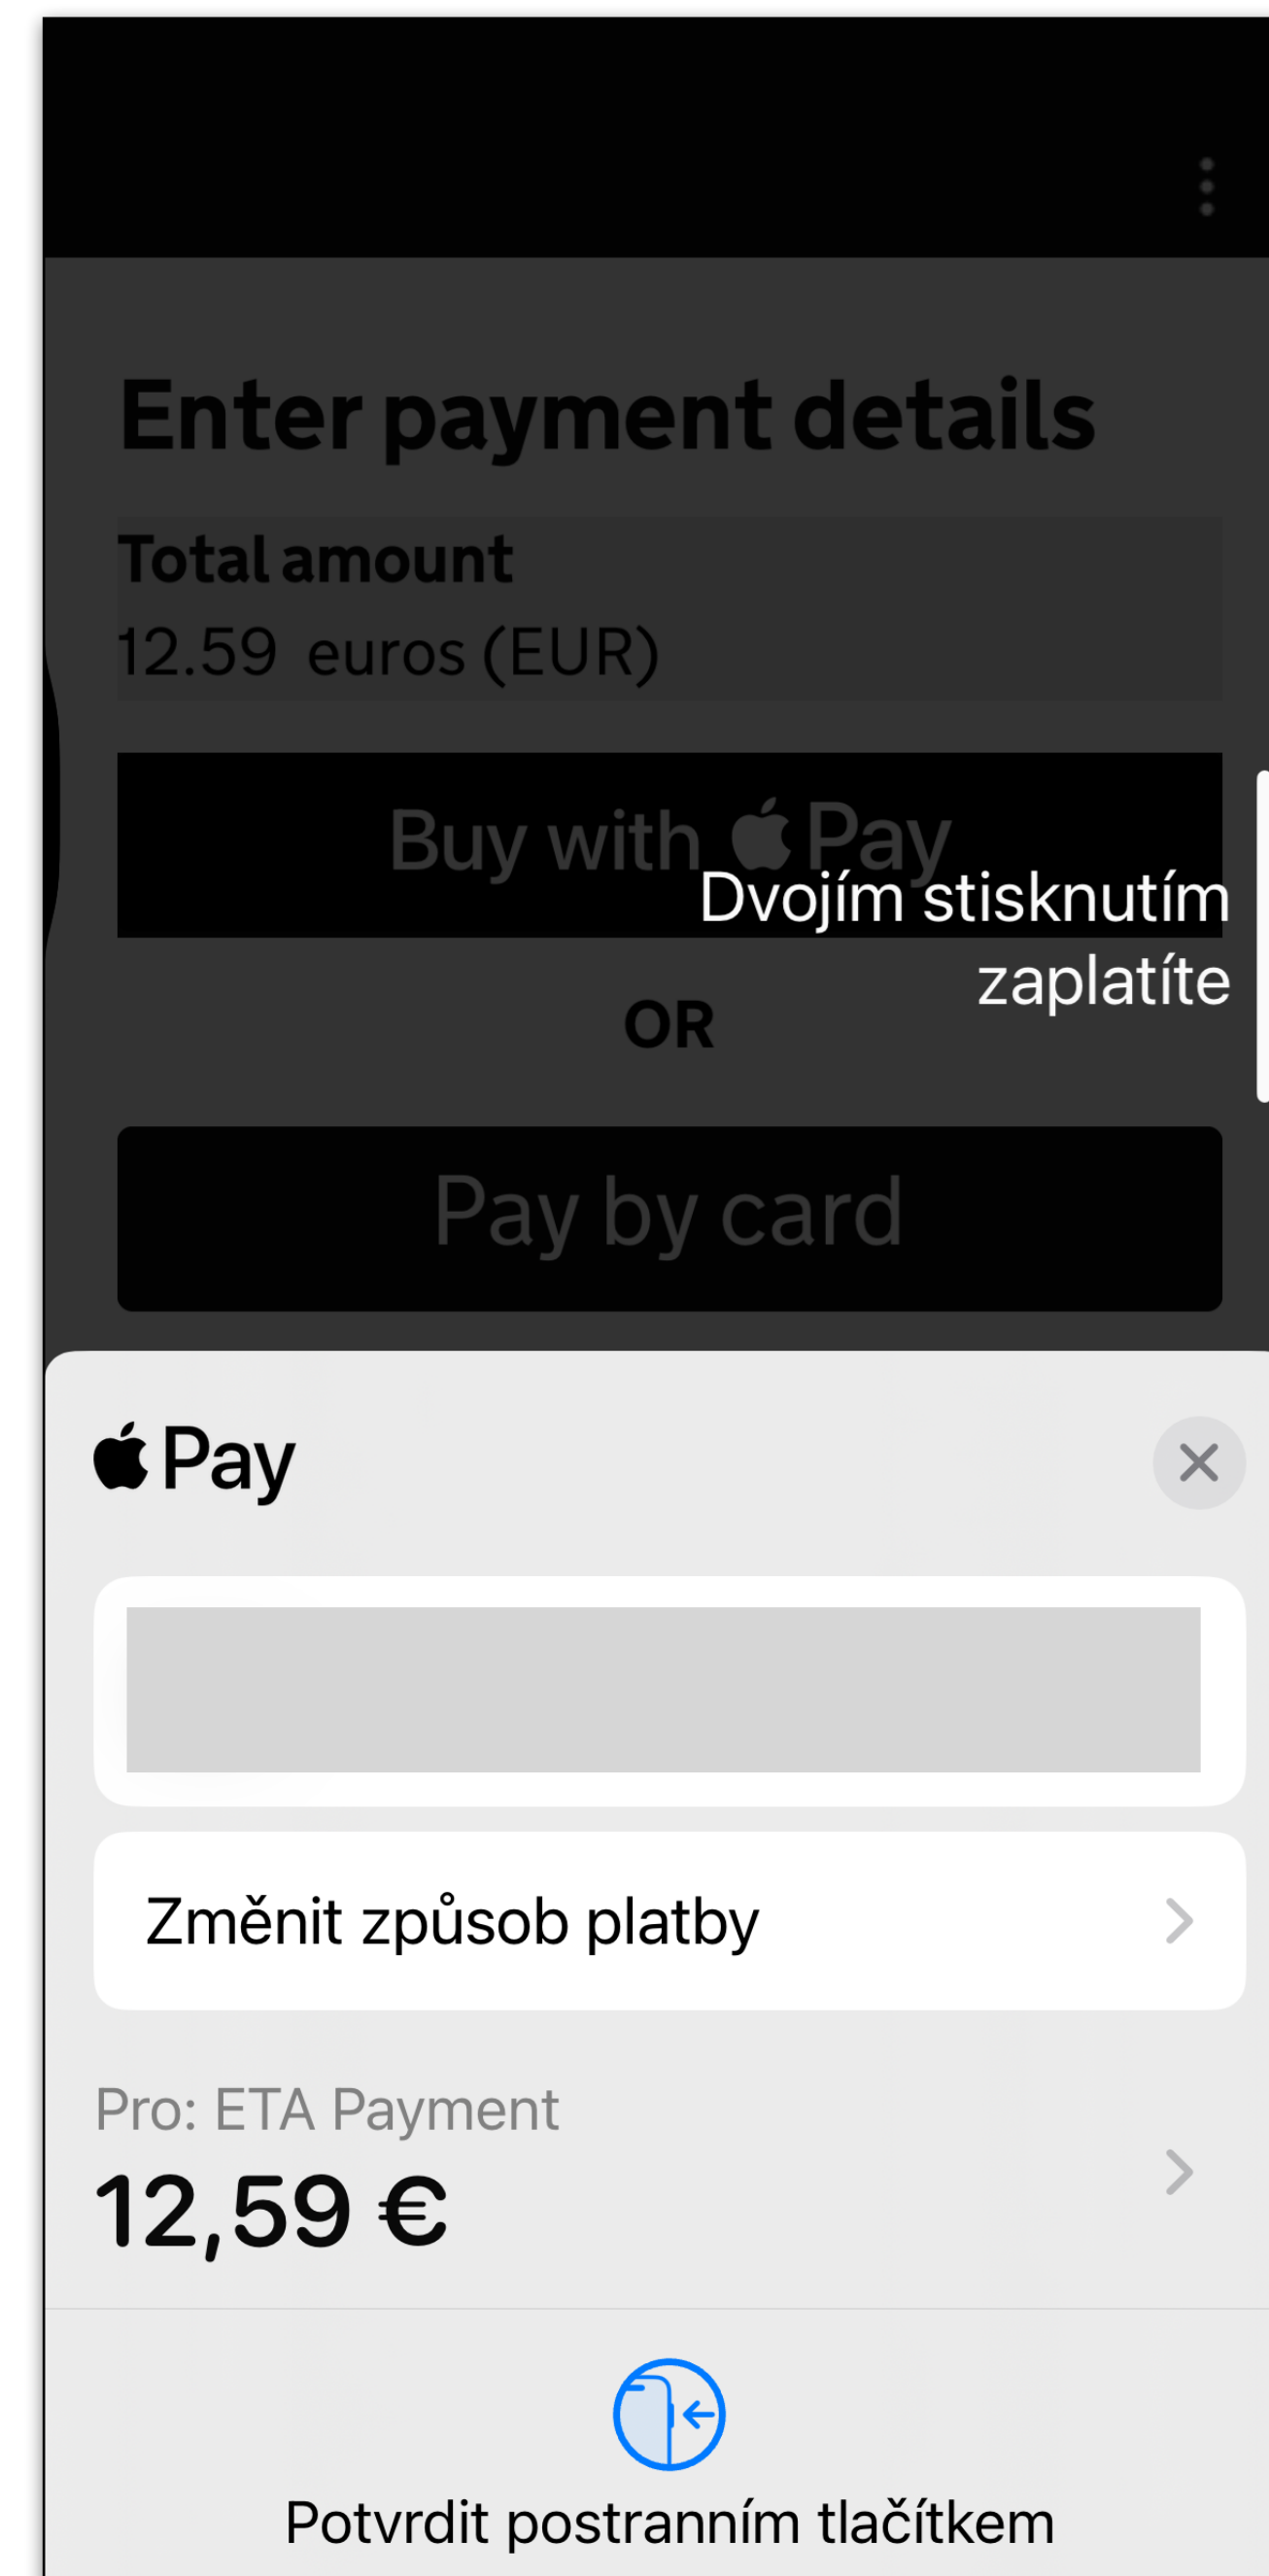 Enter payment details
Total amount
12.59 euros (EUR)
Buy with Pay
Dvojím stisknutím
zaplatíte
OR
Pay by card
Pay
Změnit způsob platby
Pro: ETA Payment
12,59 €
Potvrdit postranním tlačítkem